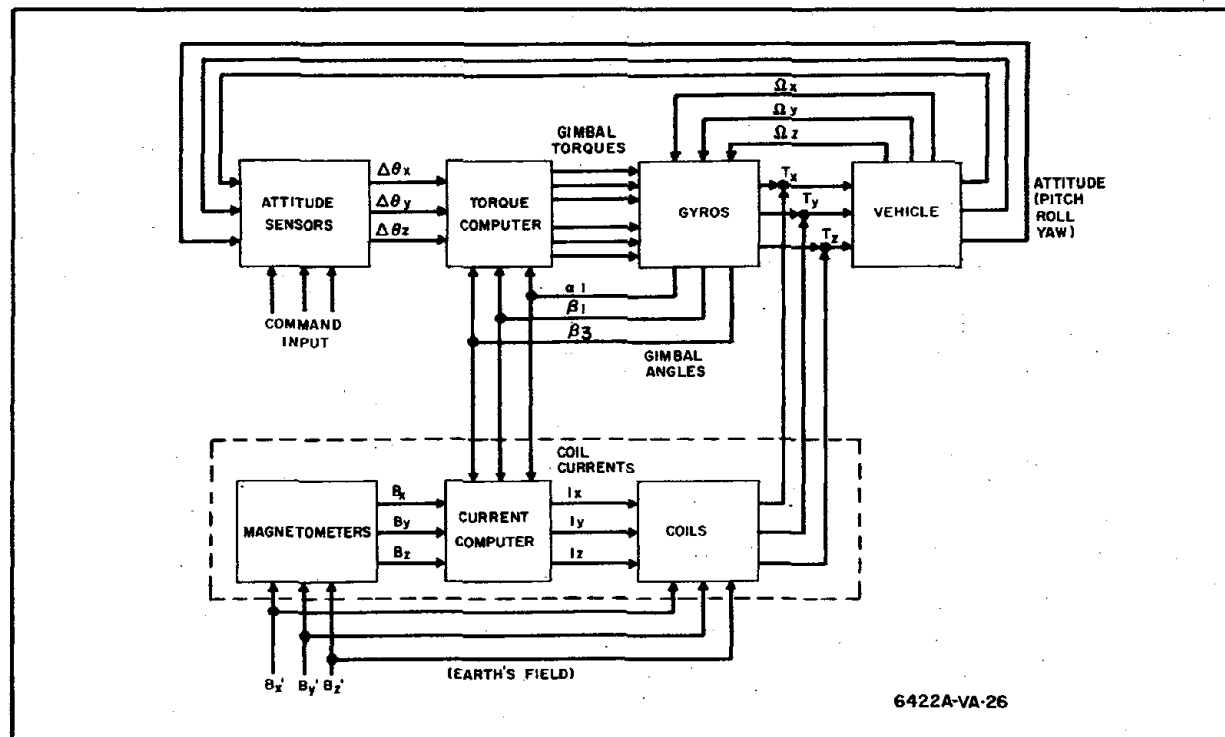 Ωx
Ωy
Ωz
GIMBAL
TORQUES
Δθx
Δθy
Δθz
ATTITUDE
SENSORS
TORQUE
COMPUTER
GYROS
Tx
Ty
Tz
VEHICLE
ATTITUDE
(PITCH
ROLL
YAW)
COMMAND
INPUT
α1
β1
β3
GIMBAL
ANGLES
COIL
CURRENTS
MAGNETOMETERS
Bx
By
Bz
CURRENT
COMPUTER
Ix
Iy
Iz
COILS
Bx'
By'
Bz'
(EARTH'S FIELD)
6422A-VA-26